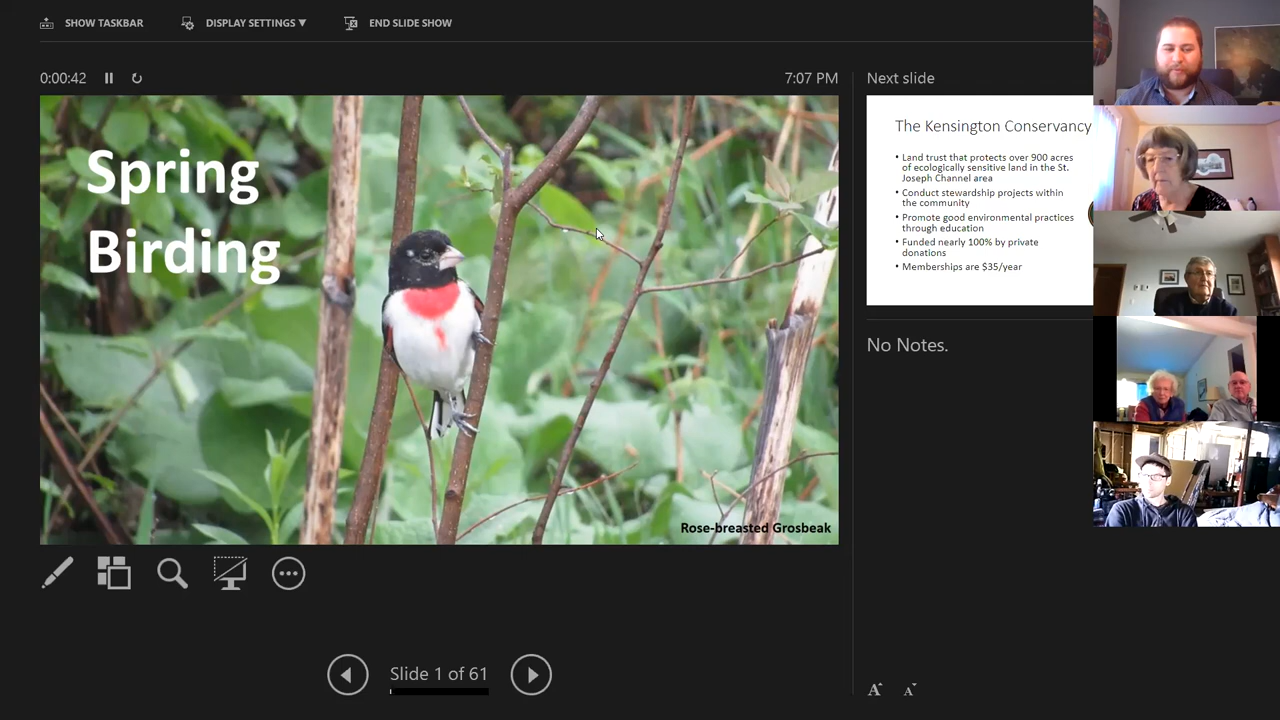 SHOW TASKBAR
DISPLAY SETTINGS ▼
END SLIDE SHOW
0:00:42
7:07 PM
Next slide
Spring
Birding
Rose-breasted Grosbeak
The Kensington Conservancy
• Land trust that protects over 900 acres
of ecologically sensitive land in the St.
Joseph Channel area
• Conduct stewardship projects within
the community
• Promote good environmental practices
through education
• Funded nearly 100% by private
donations
• Memberships are $35/year
No Notes.
Slide 1 of 61
A A